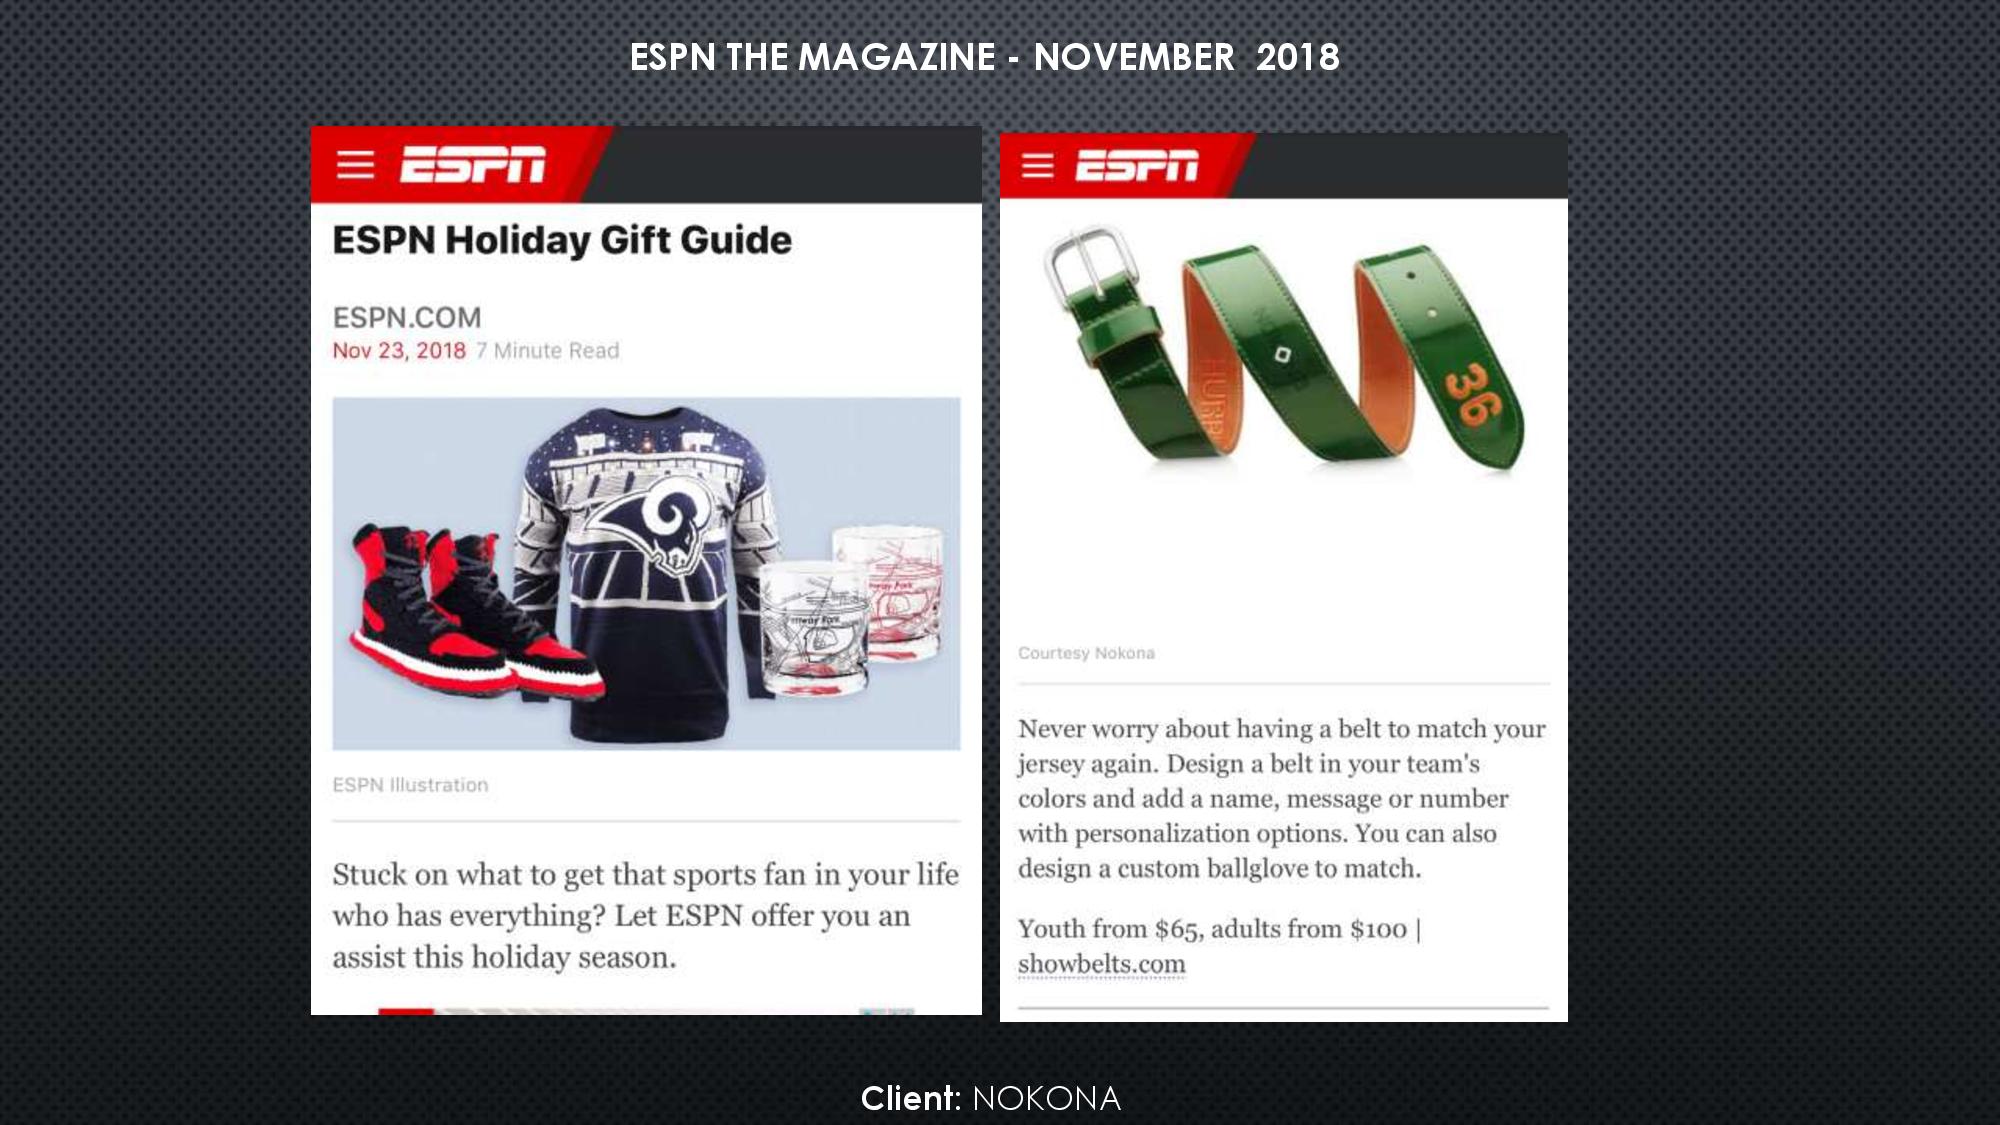 ESPN THE MAGAZINE - NOVEMBER 2018
ESPN
ESPN Holiday Gift Guide
ESPN.COM
Nov 23, 2018 7 Minute Read
Park
Park
ESPN Illustration
Stuck on what to get that sports fan in your life
who has everything? Let ESPN offer you an
assist this holiday season.
ESPN
36
Courtesy Nokona
Never worry about having a belt to match your
jersey again. Design a belt in your team's
colors and add a name, message or number
with personalization options. You can also
design a custom ballglove to match.
Youth from $65, adults from $100 |
showbelts.com
Client: NOKONA